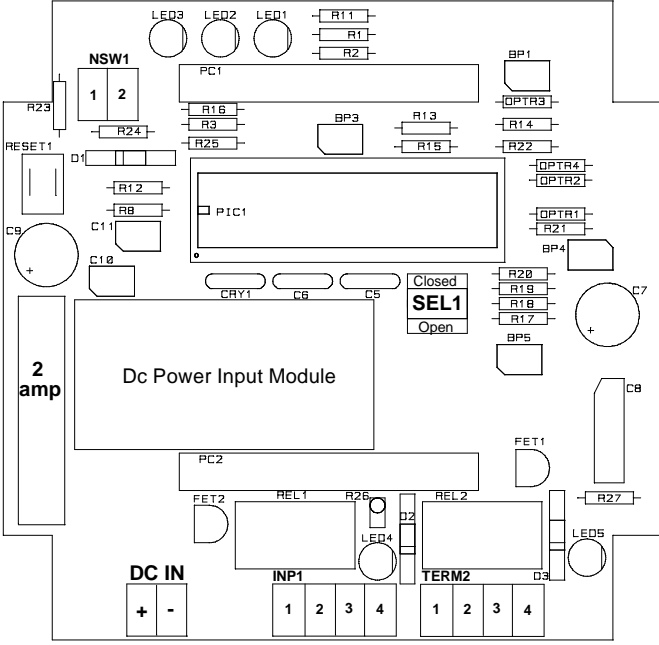 LED3 LED2 LED1 R11
R1
R2
NSW1
BP1
PC1
1 2
R23
OPTR3
R16
R3
R25
BP3
R13
R15
R14
R22
R24
RESET1
D1
OPTR4
OPTR2
R12
R8
C11
PIC1
OPTR1
R21
C9
BP4
C10
+
CRY1 C6 C5
Closed
SEL1
Open
R20
R19
R18
R17
C7
+
BP5
2
amp
Dc Power Input Module
C8
FET1
PC2
FET2
REL1
R26
REL2
R27
D2
LED4
LED5
D3
DC IN
INP1
TERM2
+ -
1 2 3 4
1 2 3 4